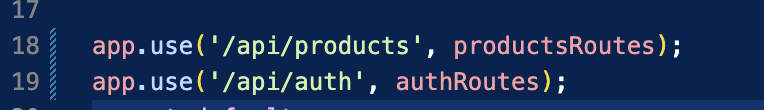 17
18 app.use('/api/products', productsRoutes);
19 app.use('/api/auth', authRoutes);